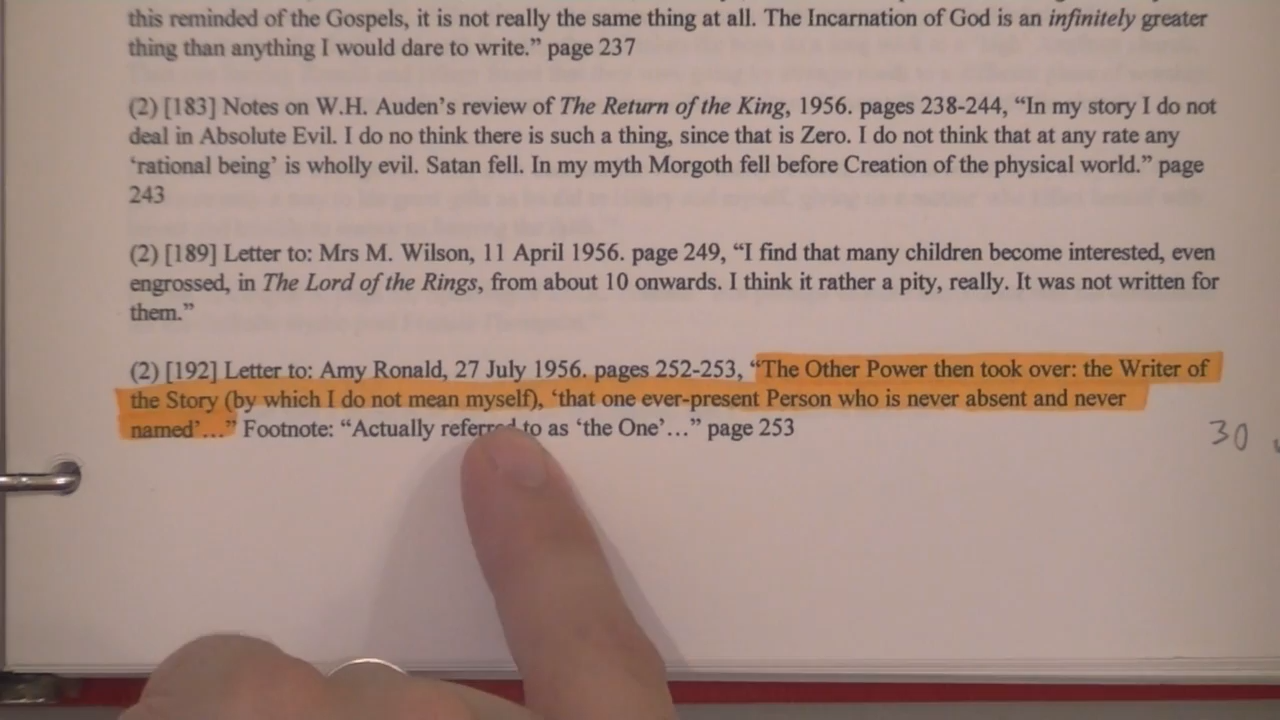 this reminded of the Gospels, it is not really the same thing at all. The Incarnation of God is an infinitely greater
thing than anything I would dare to write.” page 237
(2) [183] Notes on W.H. Auden’s review of The Return of the King, 1956. pages 238-244, “In my story I do not
deal in Absolute Evil. I do no think there is such a thing, since that is Zero. I do not think that at any rate any
‘rational being’ is wholly evil. Satan fell. In my myth Morgoth fell before Creation of the physical world.” page
243
(2) [189] Letter to: Mrs M. Wilson, 11 April 1956. page 249, “I find that many children become interested, even
engrossed, in The Lord of the Rings, from about 10 onwards. I think it rather a pity, really. It was not written for
them.”
(2) [192] Letter to: Amy Ronald, 27 July 1956. pages 252-253, “The Other Power then took over: the Writer of
the Story (by which I do not mean myself), ‘that one ever-present Person who is never absent and never
named’…” Footnote: “Actually referred to as ‘the One’…” page 253
30